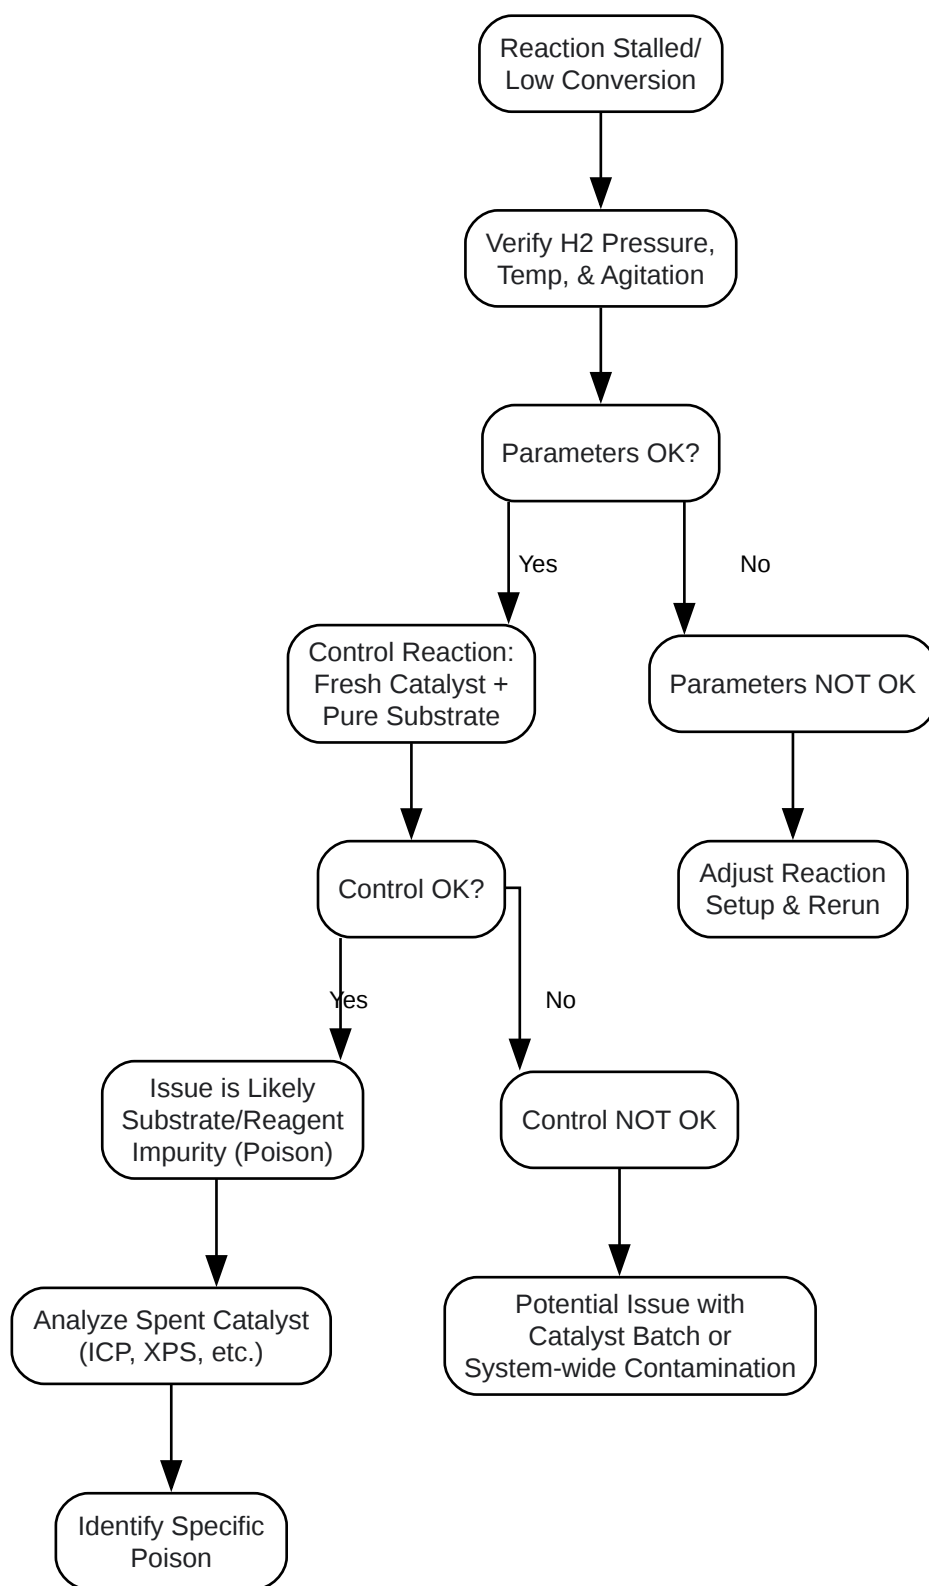 Reaction Stalled/
Low Conversion
Verify H2 Pressure,
Temp, & Agitation
Parameters OK?
Yes
No
Control Reaction:
Fresh Catalyst +
Pure Substrate
Parameters NOT OK
Control OK?
Adjust Reaction
Setup & Rerun
Yes
No
Issue is Likely
Substrate/Reagent
Impurity (Poison)
Control NOT OK
Analyze Spent Catalyst
(ICP, XPS, etc.)
Potential Issue with
Catalyst Batch or
System-wide Contamination
Identify Specific
Poison